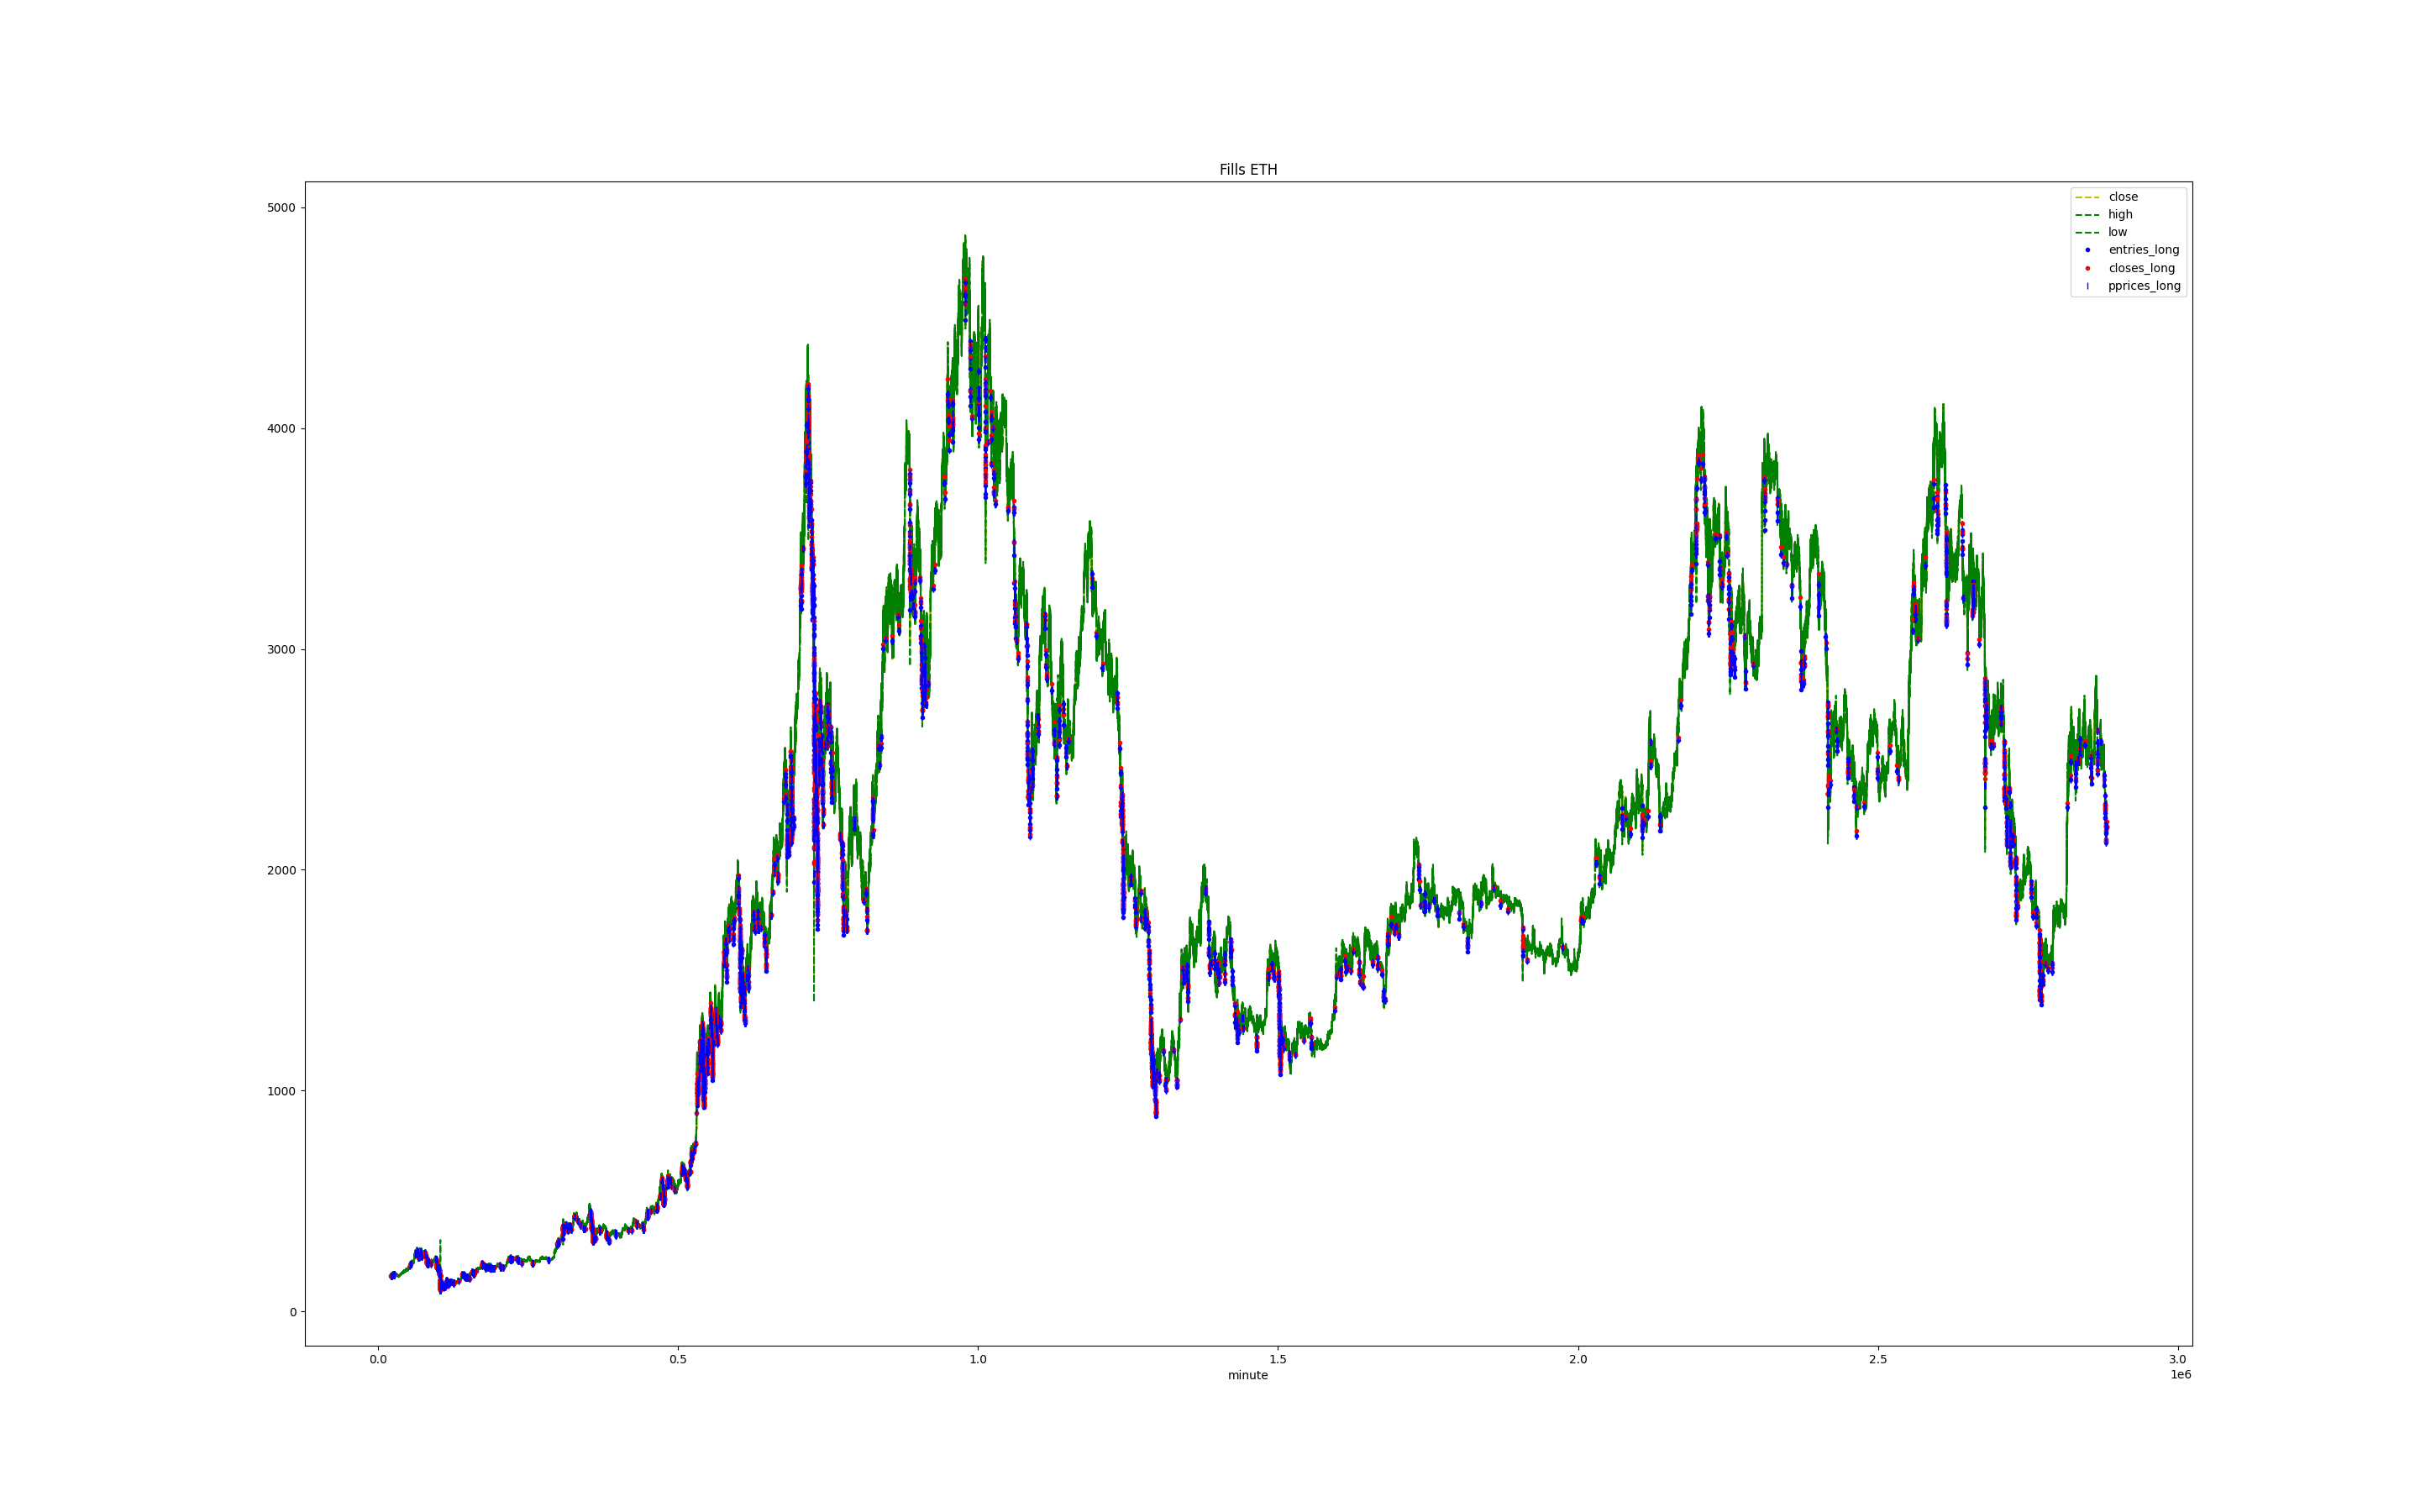 Fills ETH
5000
4000
3000
2000
1000
0
close
high
low
entries_long
closes_long
pprices_long
0.0 0.5 1.0 1.5 2.0 2.5 3.0
minute 1e6